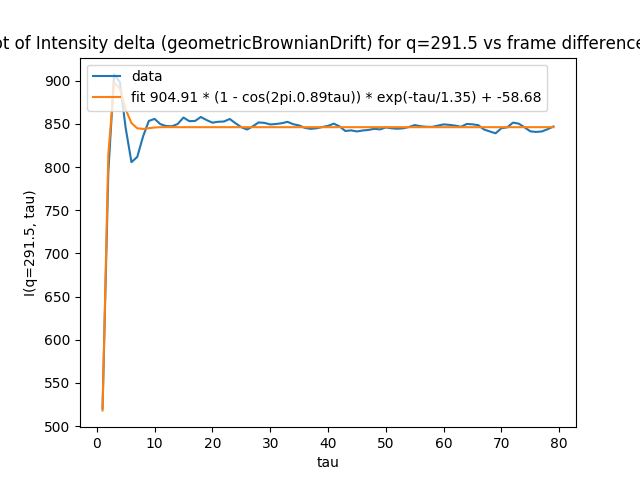 ot of Intensity delta (geometricBrownianDrift) for q=291.5 vs frame difference
data
fit 904.91 * (1 - cos(2pi.0.89tau)) * exp(-tau/1.35) + -58.68
900
850
800
750
700
650
600
550
500
I(q=291.5, tau)
0 10 20 30 40 50 60 70 80
tau